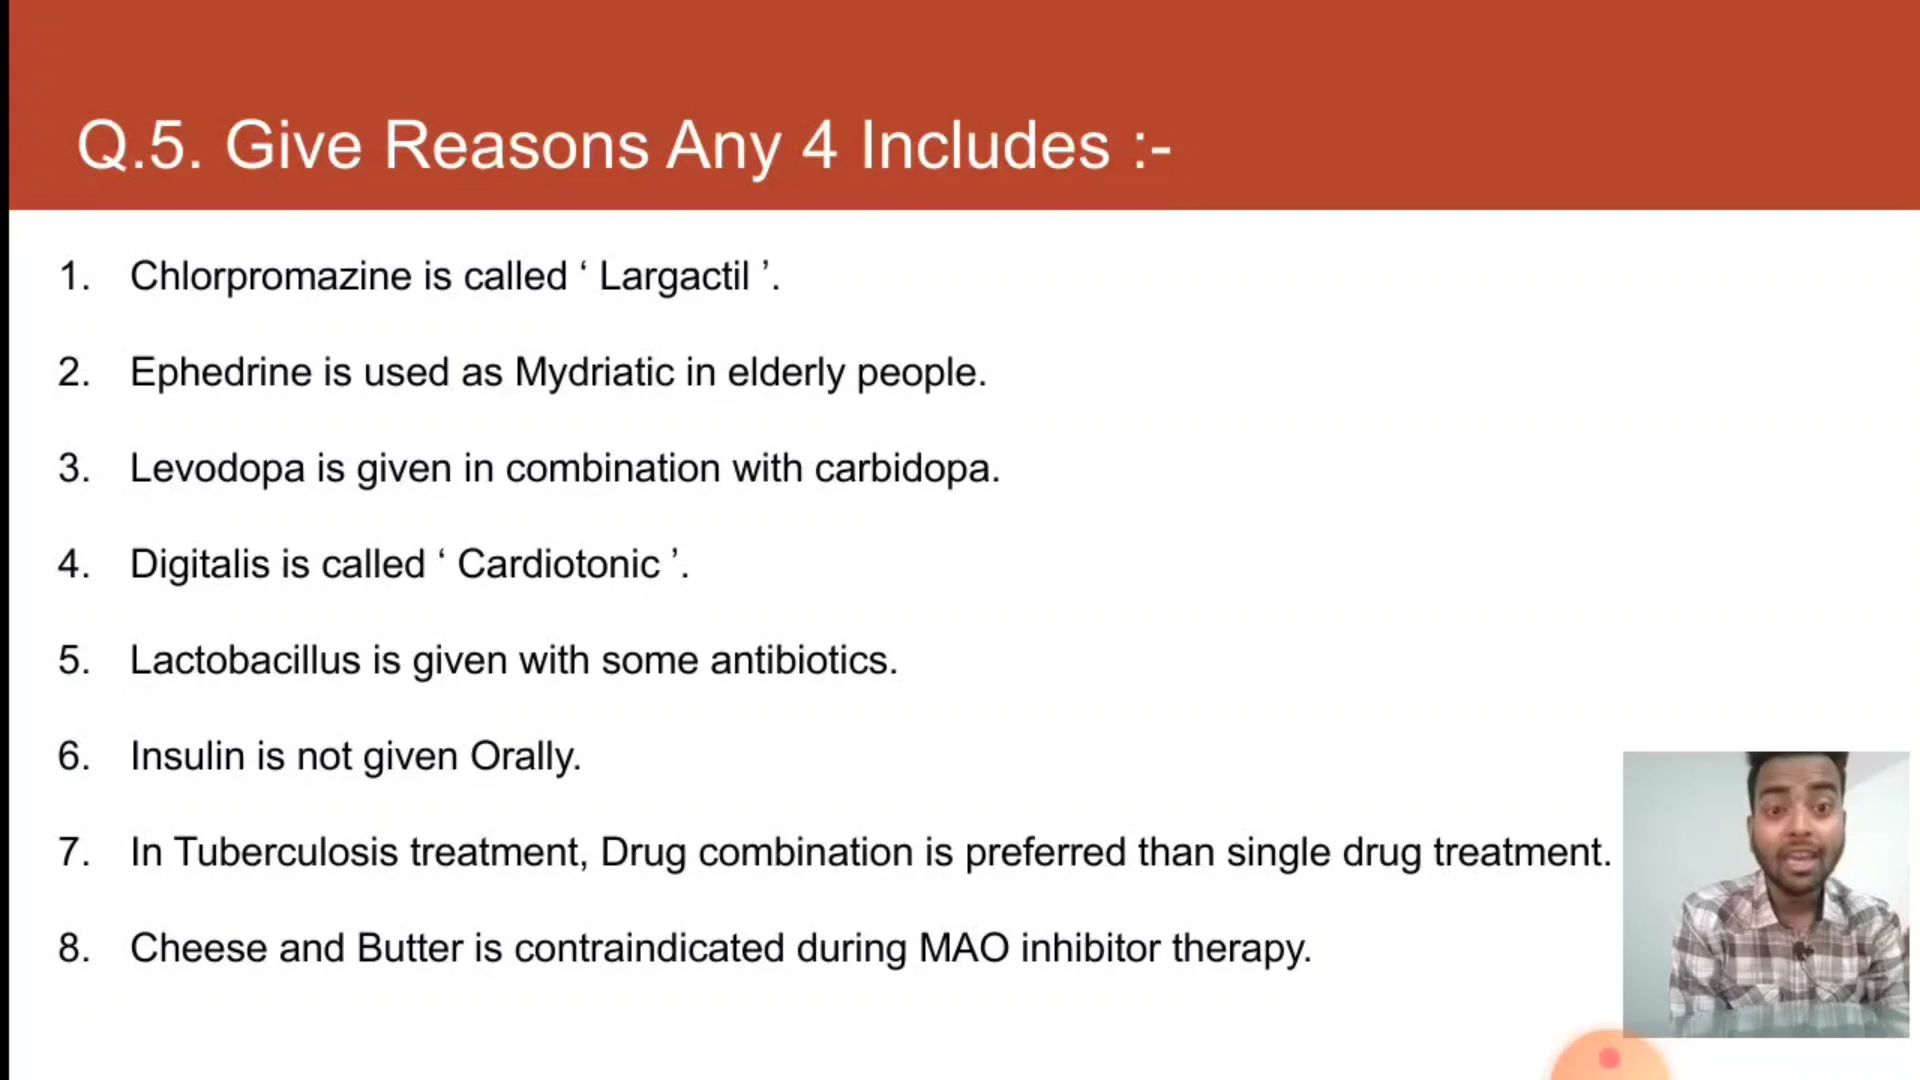 Q.5. Give Reasons Any 4 Includes :-
1. Chlorpromazine is called ‘ Largactil ’.
2. Ephedrine is used as Mydriatic in elderly people.
3. Levodopa is given in combination with carbidopa.
4. Digitalis is called ‘ Cardiotonic ’.
5. Lactobacillus is given with some antibiotics.
6. Insulin is not given Orally.
7. In Tuberculosis treatment, Drug combination is preferred than single drug treatment.
8. Cheese and Butter is contraindicated during MAO inhibitor therapy.